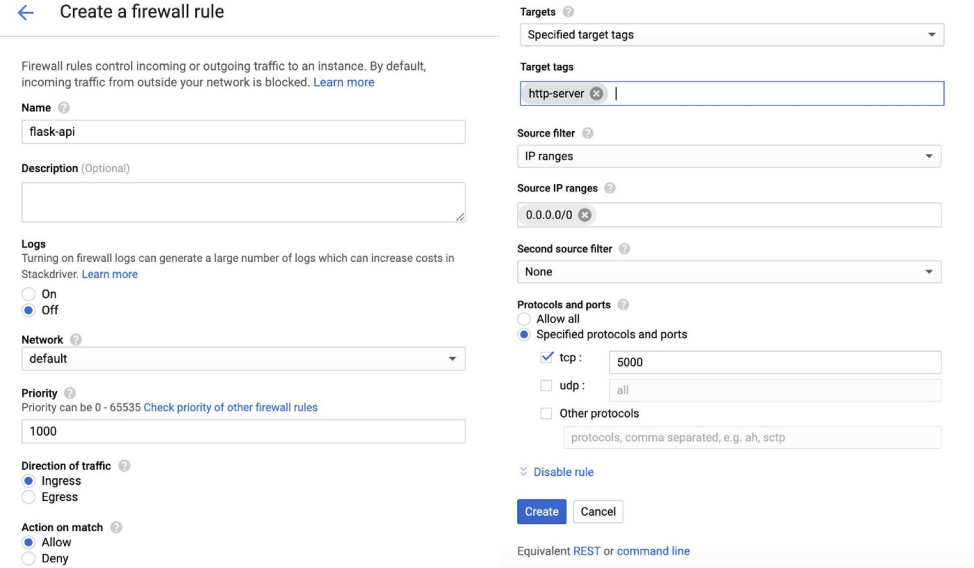 Create a firewall rule
Firewall rules control incoming or outgoing traffic to an instance. By default,
incoming traffic from outside your network is blocked. Learn more
Name
flask-api
Description (Optional)
Logs
Turning on firewall logs can generate a large number of logs which can increase costs in
Stackdriver. Learn more
On
Off
Network
default
Priority
Priority can be 0 - 65535 Check priority of other firewall rules
1000
Direction of traffic
Ingress
Egress
Action on match
Allow
Deny
Targets
Specified target tags
Target tags
http-server
Source filter
IP ranges
Source IP ranges
0.0.0.0/0
Second source filter
None
Protocols and ports
Allow all
Specified protocols and ports
tcp : 5000
udp : all
Other protocols
protocols, comma separated, e.g. ah, sctp
Disable rule
Create Cancel
Equivalent REST or command line